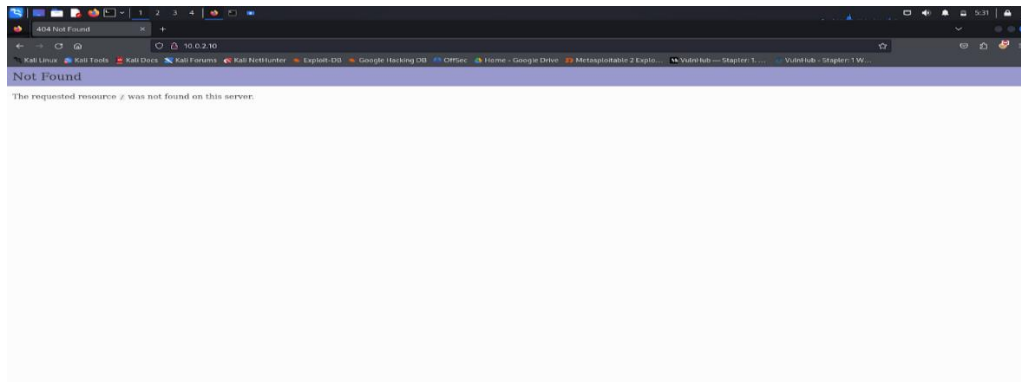 1 2 3 4
5:31
404 Not Found
10.0.2.10
Kali Linux Kali Tools Kali Docs Kali Forums Kali NetHunter Exploit-DB Google Hacking DB OffSec Home - Google Drive Metasploitable 2 Explo... VulnHub — Stapler: 1. ... VulnHub - Stapler: 1 W...
Not Found
The requested resource / was not found on this server.